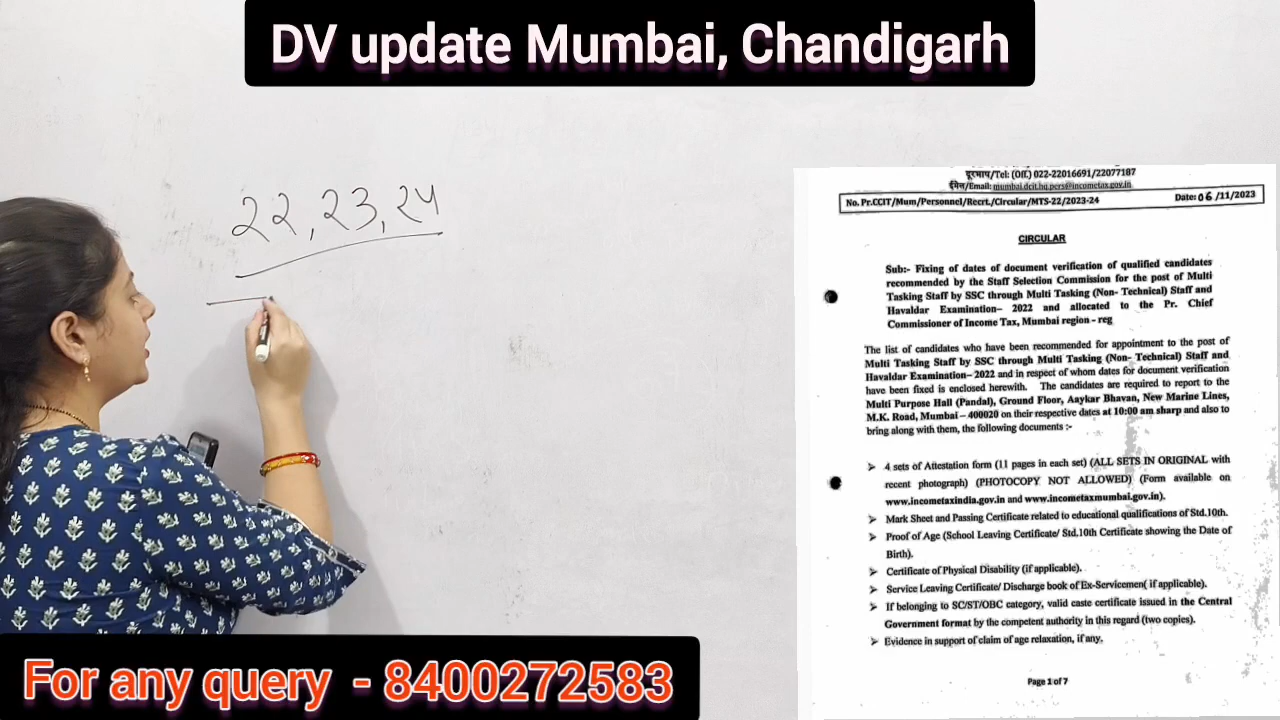 DV update Mumbai, Chandigarh
22, 23, 24
दूरभाष/Tel: (Off.) 022-22016691/22077187
ईमेल/Email: mumbai.dcit.hq.pers@incometax.gov.in
No. Pr.CCIT/Mum/Personnel/Recrt./Circular/MTS-22/2023-24 Date: 06/11/2023
CIRCULAR
Sub:- Fixing of dates of document verification of qualified candidates
recommended by the Staff Selection Commission for the post of Multi
Tasking Staff by SSC through Multi Tasking (Non- Technical) Staff and
Havaldar Examination– 2022 and allocated to the Pr. Chief
Commissioner of Income Tax, Mumbai region - reg
The list of candidates who have been recommended for appointment to the post of
Multi Tasking Staff by SSC through Multi Tasking (Non- Technical) Staff and
Havaldar Examination– 2022 and in respect of whom dates for document verification
have been fixed is enclosed herewith. The candidates are required to report to the
Multi Purpose Hall (Pandal), Ground Floor, Aaykar Bhavan, New Marine Lines,
M.K. Road, Mumbai – 400020 on their respective dates at 10:00 am sharp and also to
bring along with them, the following documents :-
➢ 4 sets of Attestation form (11 pages in each set) (ALL SETS IN ORIGINAL with
recent photograph) (PHOTOCOPY NOT ALLOWED) (Form available on
www.incometaxindia.gov.in and www.incometaxmumbai.gov.in).
➢ Mark Sheet and Passing Certificate related to educational qualifications of Std.10th.
➢ Proof of Age (School Leaving Certificate/ Std.10th Certificate showing the Date of
Birth).
➢ Certificate of Physical Disability (if applicable).
➢ Service Leaving Certificate/ Discharge book of Ex-Servicemen( if applicable).
➢ If belonging to SC/ST/OBC category, valid caste certificate issued in the Central
Government format by the competent authority in this regard (two copies).
➢ Evidence in support of claim of age relaxation, if any.
Page 1 of 7
For any query - 8400272583